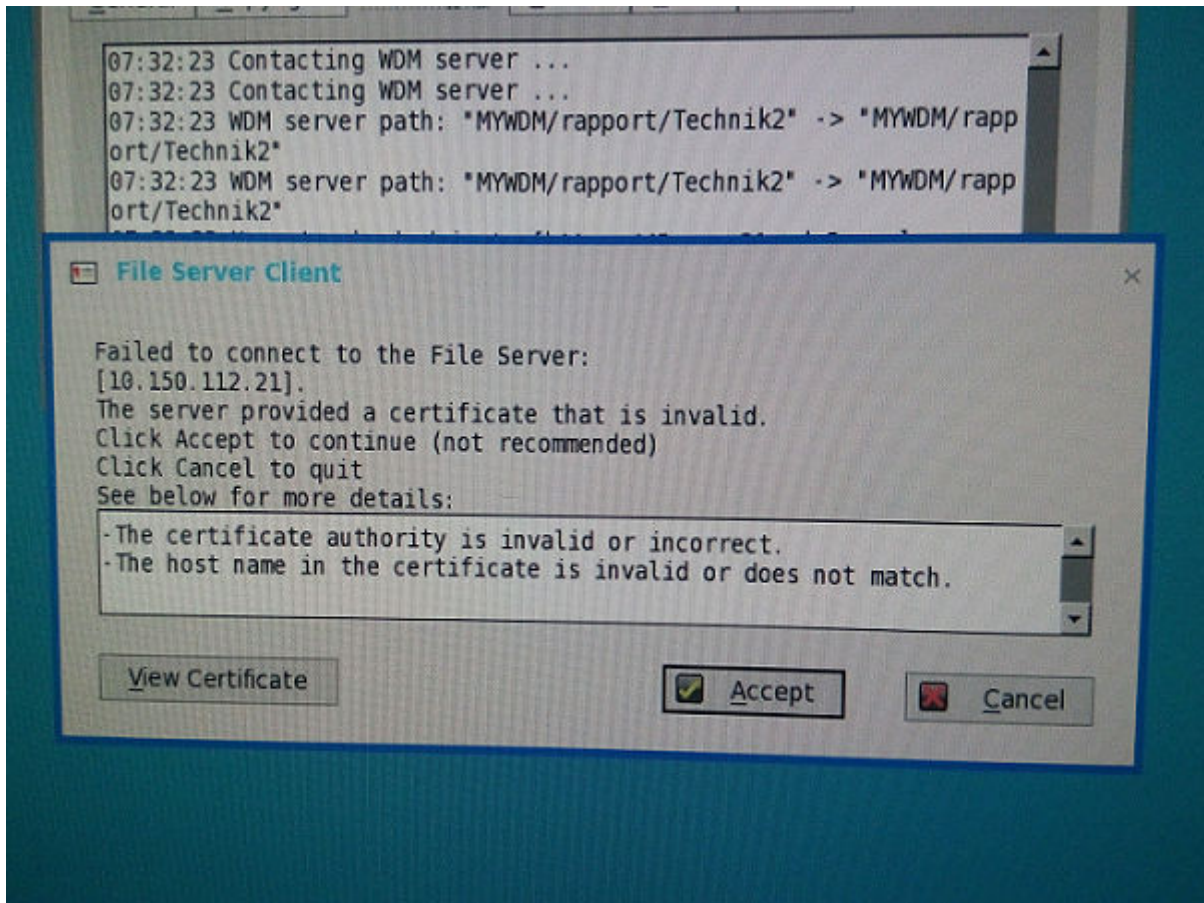 07:32:23 Contacting WDM server ...
07:32:23 Contacting WDM server ...
07:32:23 WDM server path: "MYWDM/rapport/Technik2" -> "MYWDM/rapp
ort/Technik2"
07:32:23 WDM server path: "MYWDM/rapport/Technik2" -> "MYWDM/rapp
ort/Technik2"
File Server Client
Failed to connect to the File Server:
[10.150.112.21].
The server provided a certificate that is invalid.
Click Accept to continue (not recommended)
Click Cancel to quit
See below for more details:
-The certificate authority is invalid or incorrect.
-The host name in the certificate is invalid or does not match.
View Certificate
Accept
Cancel